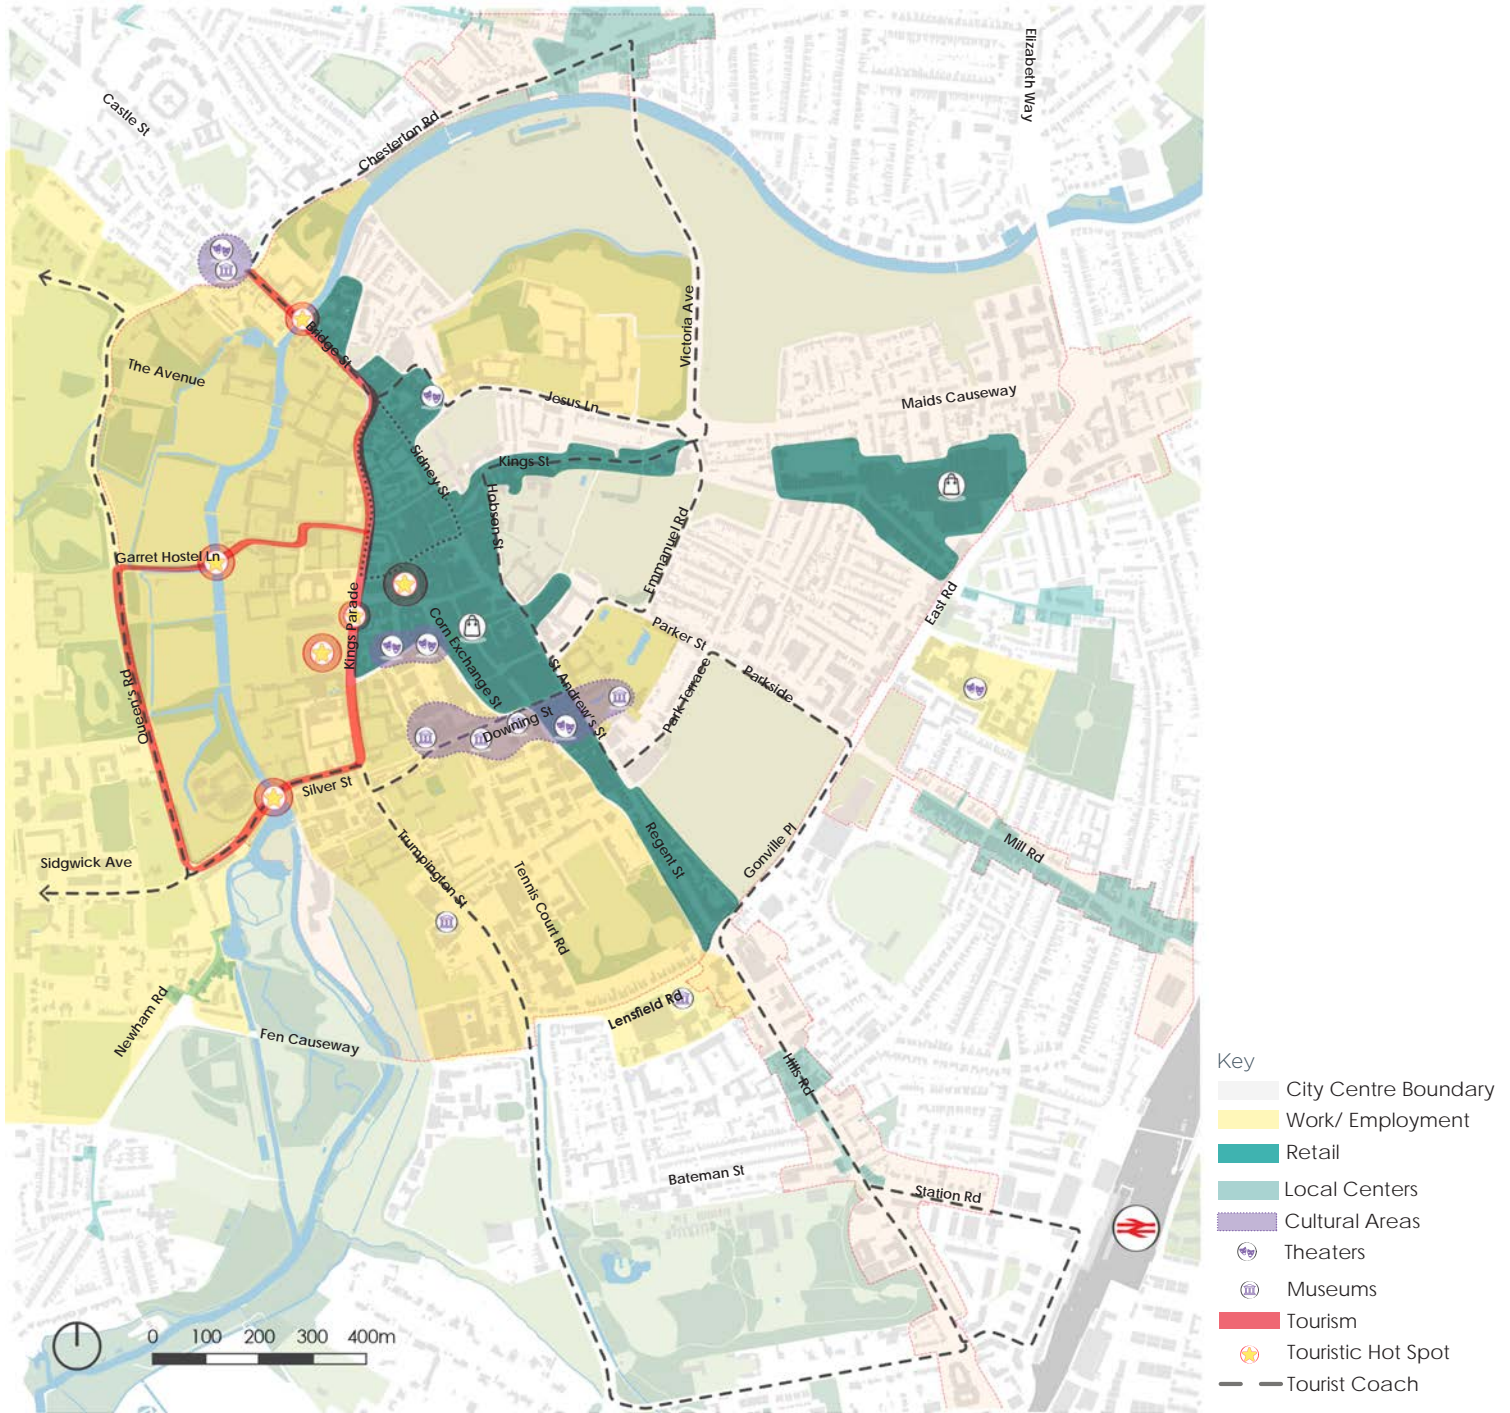 Elizabeth Way
Castle St
Chesterton Rd
Bridge St
Victoria Ave
The Avenue
Jesus Ln
Maids Causeway
Sidney St
Kings St
Hobson St
Garret Hostel Ln
Emmanuel Rd
Kings Parade
East Rd
Corn Exchange St
Parker St
Queen's Rd
St Andrew's St
Park Terrace
Parkside
Downing St
Silver St
Sidgwick Ave
Trumpington St
Tennis Court Rd
Regent St
Gonville Pl
Mill Rd
Newham Rd
Fen Causeway
Lensfield Rd
Hills Rd
Bateman St
Station Rd
0 100 200 300 400m
Key
City Centre Boundary
Work/ Employment
Retail
Local Centers
Cultural Areas
Theaters
Museums
Tourism
Touristic Hot Spot
Tourist Coach